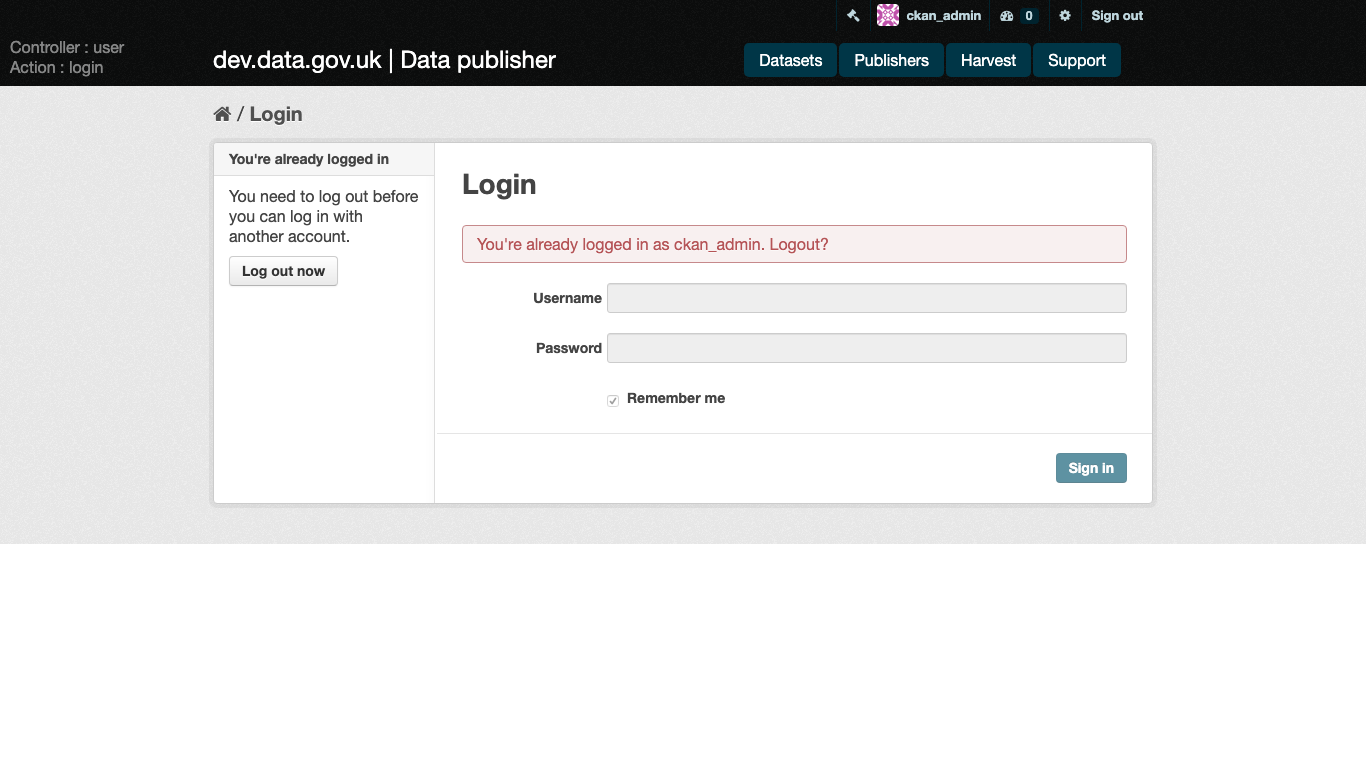 ckan_admin 0 Sign out
Controller : user
Action : login
dev.data.gov.uk | Data publisher
Datasets Publishers Harvest Support
/ Login
You're already logged in
You need to log out before
you can log in with
another account.
Log out now
Login
You're already logged in as ckan_admin. Logout?
Username
Password
Remember me
Sign in